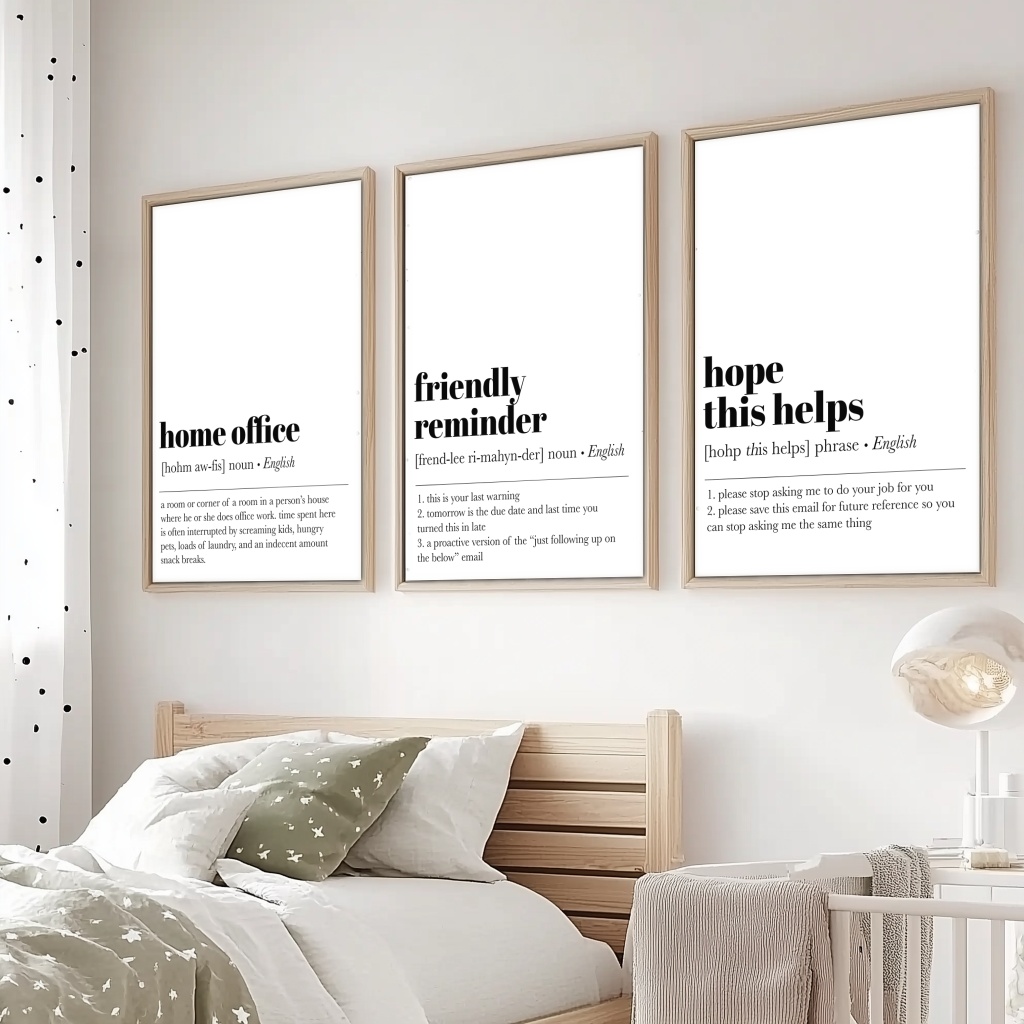 home office
[hohm aw-fis] noun • English
a room or corner of a room in a person's house
where he or she does office work. time spent here
is often interrupted by screaming kids, hungry
pets, loads of laundry, and an indecent amount
snack breaks.
friendly
reminder
[frend-lee ri-mahyn-der] noun • English
1. this is your last warning
2. tomorrow is the due date and last time you
turned this in late
3. a proactive version of the “just following up on
the below” email
hope
this helps
[hohp this helps] phrase • English
1. please stop asking me to do your job for you
2. please save this email for future reference so you
can stop asking me the same thing